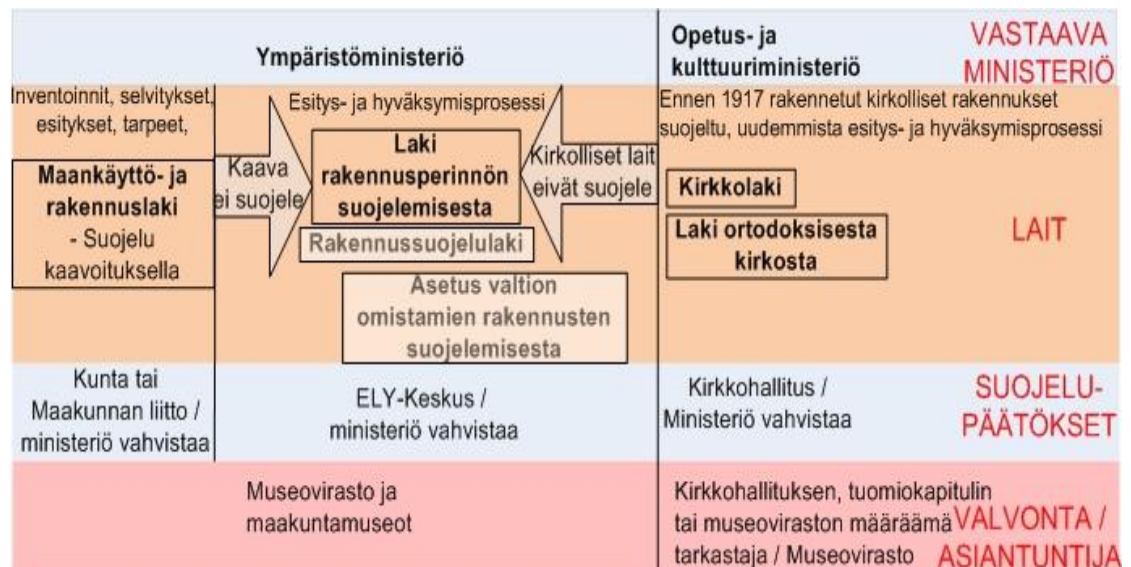 Ympäristöministeriö
Opetus- ja
kulttuuriministeriö
VASTAAVA
MINISTERIÖ
Inventoinnit, selvitykset,
esitykset, tarpeet,
Maankäyttö- ja
rakennuslaki
- Suojelu
kaavoituksella
Kaava
ei suojele
Esitys- ja hyväksymisprosessi
Laki
rakennusperinnön
suojelemisesta
Rakennussuojelulaki
Asetus valtion
omistamien rakennusten
suojelemisesta
Kirkolliset lait
eivät suojele
Ennen 1917 rakennetut kirkolliset rakennukset
suojeltu, uudemmista esitys- ja hyväksymisprosessi
Kirkkolaki
Laki ortodoksisesta
kirkosta
LAIT
Kunta tai
Maakunnan liitto /
ministeriö vahvistaa
ELY-Keskus /
ministeriö vahvistaa
Kirkkohallitus /
Ministeriö vahvistaa
SUOJELU-
PÄÄTÖKSET
Museovirasto ja
maakuntamuseot
Kirkkohallituksen, tuomiokapitulin
tai museoviraston määräämä
tarkastaja / Museovirasto
VALVONTA /
ASIANTUNTIJA